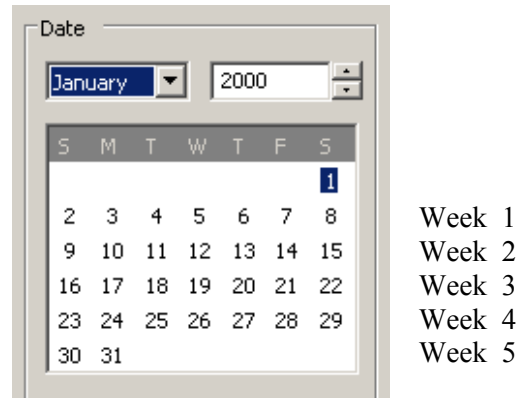 Date
January 2000
S M T W T F S
1
2 3 4 5 6 7 8 Week 1
9 10 11 12 13 14 15 Week 2
16 17 18 19 20 21 22 Week 3
23 24 25 26 27 28 29 Week 4
30 31 Week 5